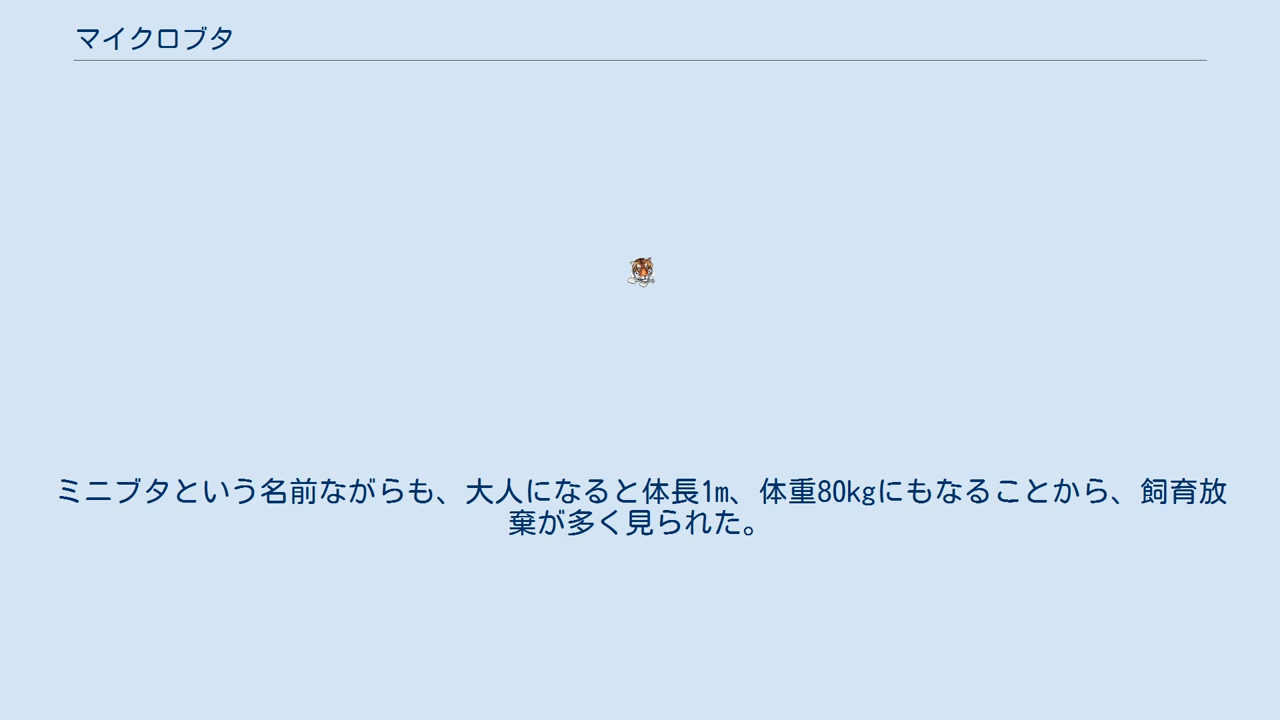 マイクロブタ
ミニブタという名前ながらも、大人になると体長1m、体重80kgにもなることから、飼育放
棄が多く見られた。